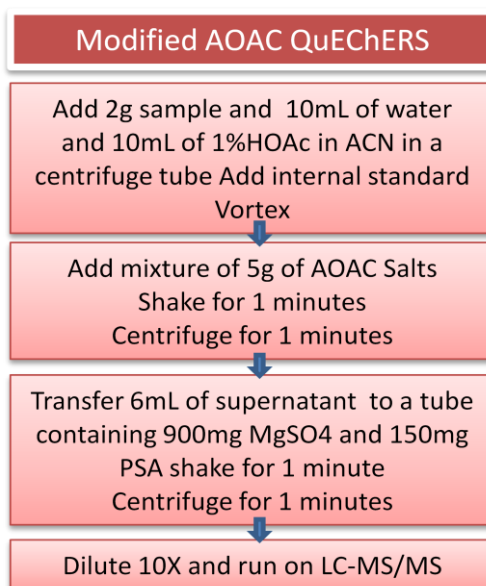 Modified AOAC QuEChERS
Add 2g sample and  10mL of water
and 10mL of 1%HOAc in ACN in a
centrifuge tube Add internal standard
Vortex
Add mixture of 5g of AOAC Salts
Shake for 1 minutes
Centrifuge for 1 minutes
Transfer 6mL of supernatant  to a tube
containing 900mg MgSO4 and 150mg
PSA shake for 1 minute
Centrifuge for 1 minutes
Dilute 10X and run on LC-MS/MS